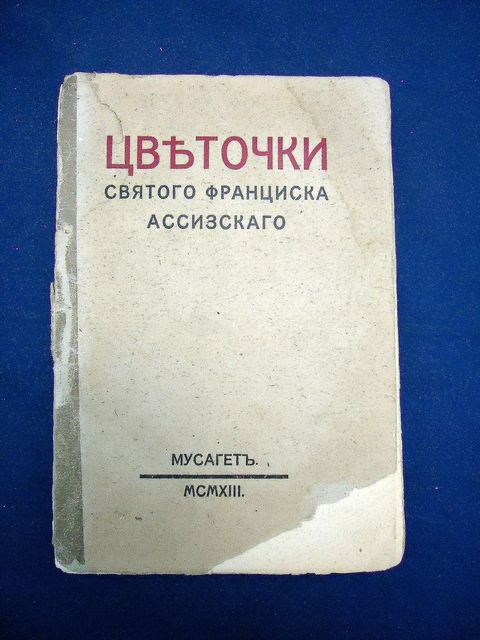 ЦВѢТОЧКИ
СВЯТОГО ФРАНЦИСКА
АССИЗСКАГО
МУСАГЕТЪ.
MCMXIII.